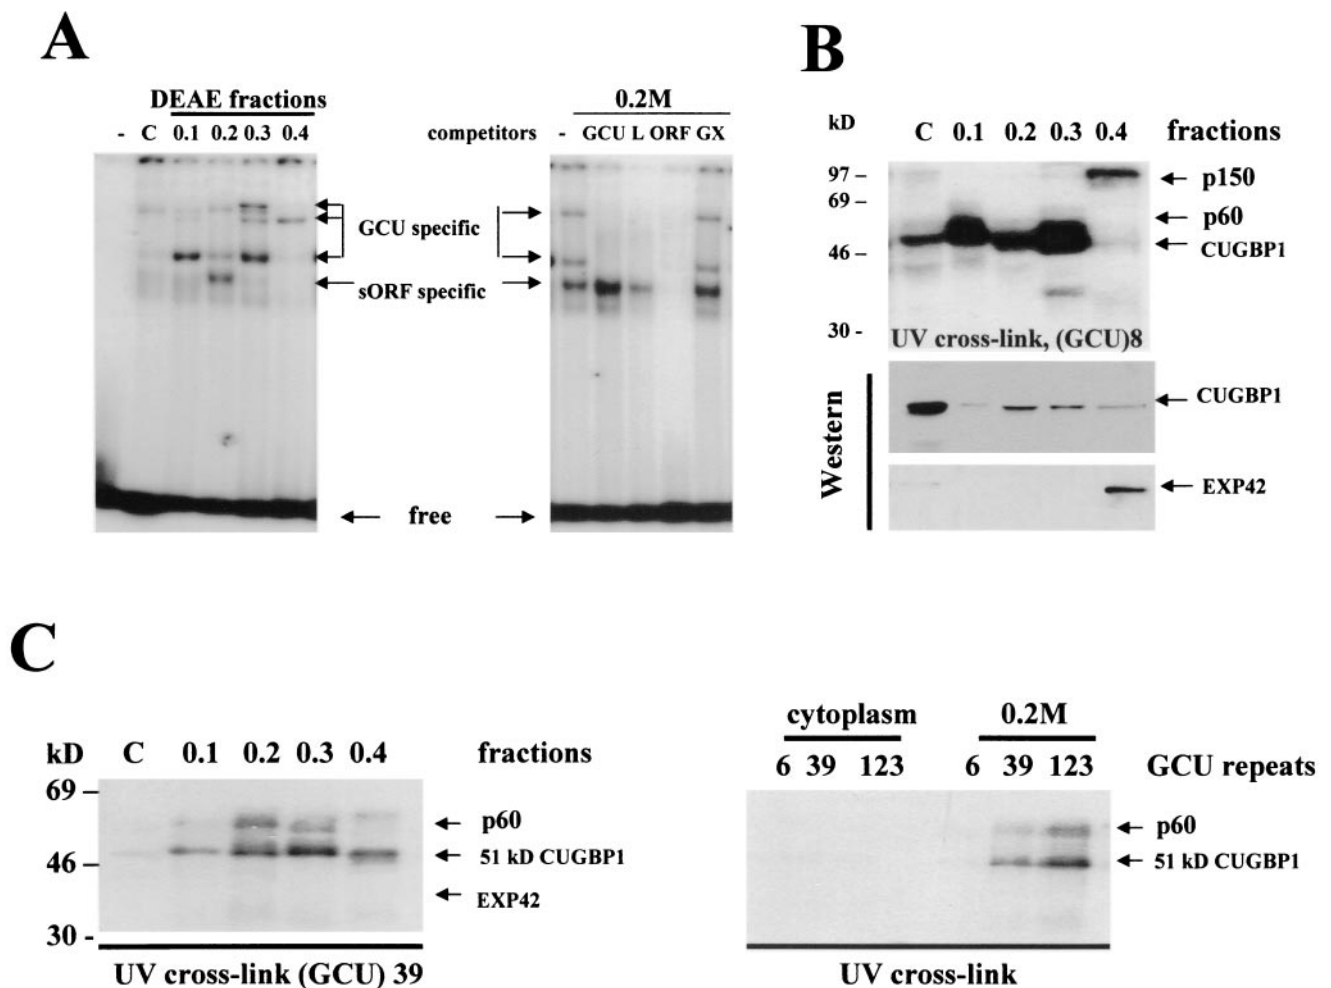 A
DEAE fractions
- C 0.1 0.2 0.3 0.4
0.2M
competitors - GCU L ORF GX
GCU specific
sORF specific
free
B
kD
C 0.1 0.2 0.3 0.4 fractions
97 –
69 –
46 –
30 -
p150
p60
CUGBP1
UV cross-link, (GCU)8
Western
CUGBP1
EXP42
C
kD C 0.1 0.2 0.3 0.4 fractions
69 –
46 –
30 -
p60
51 kD CUGBP1
EXP42
UV cross-link (GCU) 39
cytoplasm 0.2M
6 39 123 6 39 123 GCU repeats
p60
51 kD CUGBP1
UV cross-link